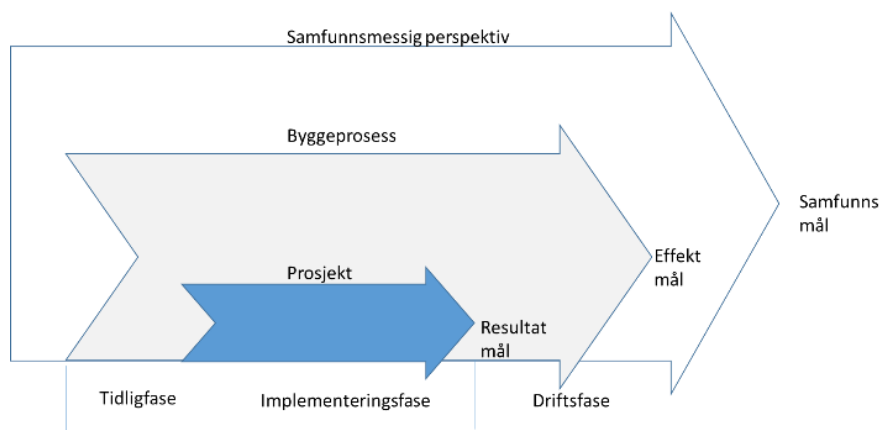 Samfunnsmessig perspektiv
Byggeprosess
Samfunns
mål
Effekt
mål
Prosjekt
Resultat
mål
Tidligfase
Implementeringsfase
Driftsfase